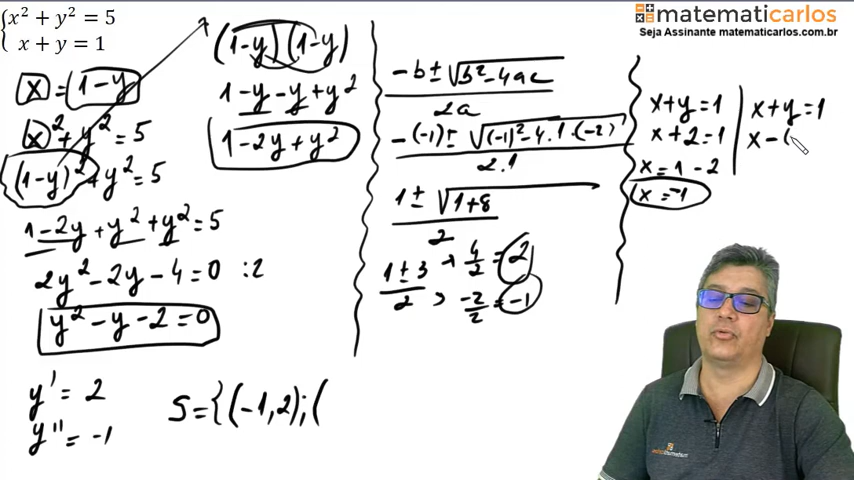 x² + y² = 5
x + y = 1
matematicarlos
Seja Assinante matematicarlos.com.br
x = 1-y
x² + y² = 5
(1-y)² + y² = 5
1-2y + y² + y² = 5
2y² - 2y - 4 = 0 :2
y² - y - 2 = 0
y' = 2
y'' = -1
S = { (-1,2); (
(1-y) (1-y)
1-y-y+y²
1-2y+y²
-b ± √b²-4ac
2a
-(-1) ± √(-1)²-4.1.(-2)
2.1
1 ± √1+8
2
1 ± 3
2
4/2 = 2
-2/2 = -1
x+y=1
x+2=1
x=1-2
x=-1
x+y=1
x-(
matematicarlos